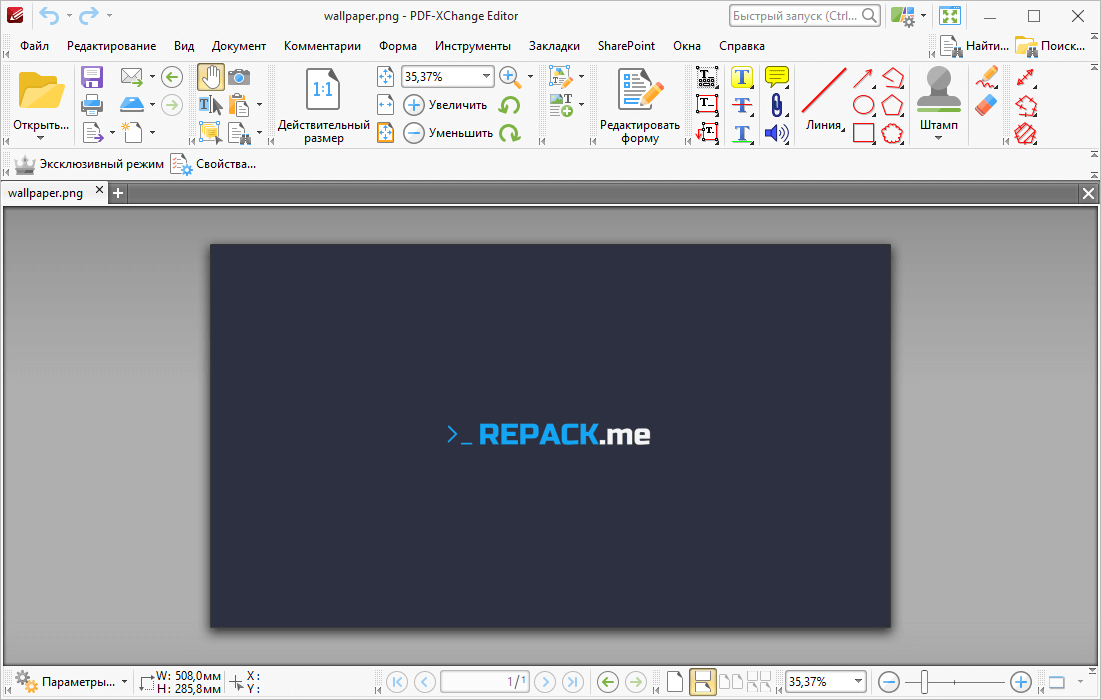 wallpaper.png - PDF-XChange Editor
Быстрый запуск (Ctrl...
Файл Редактирование Вид Документ Комментарии Форма Инструменты Закладки SharePoint Окна Справка
Найти... Поиск...
Открыть...
1:1
Действительный
размер
35,37%
Увеличить
Уменьшить
Редактировать
форму
Линия
Штамп
Эксклюзивный режим Свойства...
wallpaper.png
>_ REPACK.me
Параметры...
W: 508,0мм
H: 285,8мм
X:
Y:
1/1
35,37%